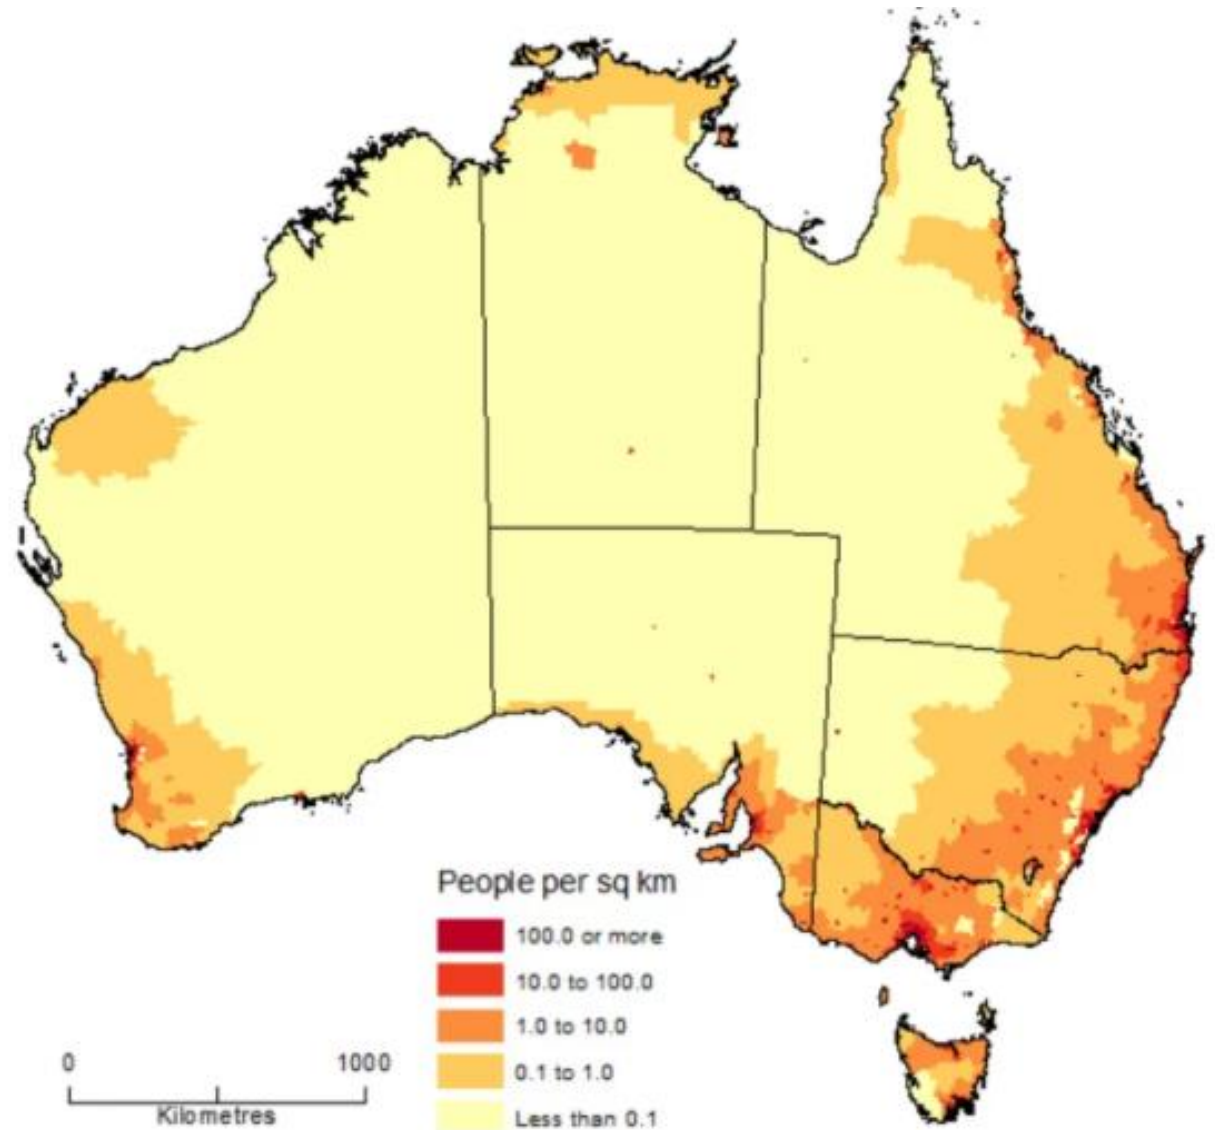 People per sq km
100.0 or more
10.0 to 100.0
1.0 to 10.0
0.1 to 1.0
Less than 0.1
0 1000
Kilometres